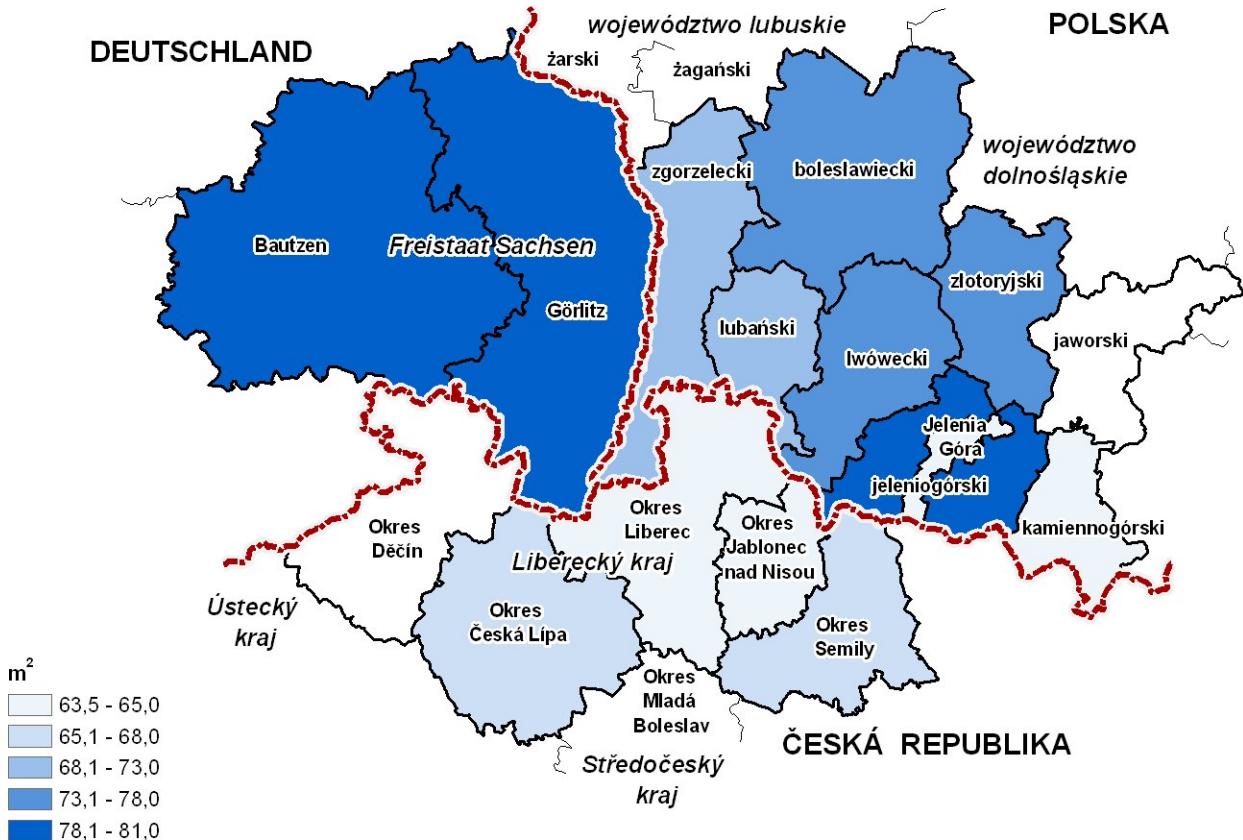 DEUTSCHLAND
województwo lubuskie
POLSKA
żarski
żagański
województwo
dolnośląskie
zgorzelecki
boleslawiecki
Bautzen
Freistaat Sachsen
zlotoryjski
Görlitz
lubański
lwówecki
jaworski
Jelenia
Góra
jeleniogórski
kamiennogórski
Okres
Děčín
Okres
Liberec
Okres
Jablonec
nad Nisou
Liberecký kraj
Ústecký
kraj
Okres
Česká Lípa
Okres
Semily
Okres
Mladá
Boleslav
ČESKÁ REPUBLIKA
Středočeský
kraj
m²
63,5 - 65,0
65,1 - 68,0
68,1 - 73,0
73,1 - 78,0
78,1 - 81,0